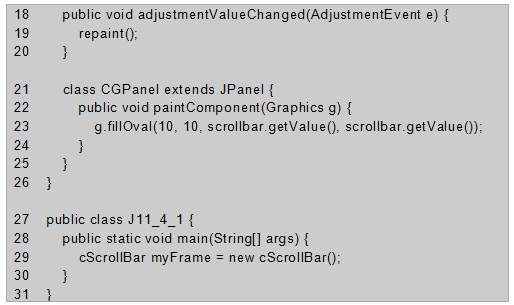 18 public void adjustmentValueChanged(AdjustmentEvent e) {
19 repaint();
20 }
21 class CGPanel extends JPanel {
22 public void paintComponent(Graphics g) {
23 g.fillOval(10, 10, scrollbar.getValue(), scrollbar.getValue());
24 }
25 }
26 }
27 public class J11_4_1 {
28 public static void main(String[] args) {
29 cScrollBar myFrame = new cScrollBar();
30 }
31 }